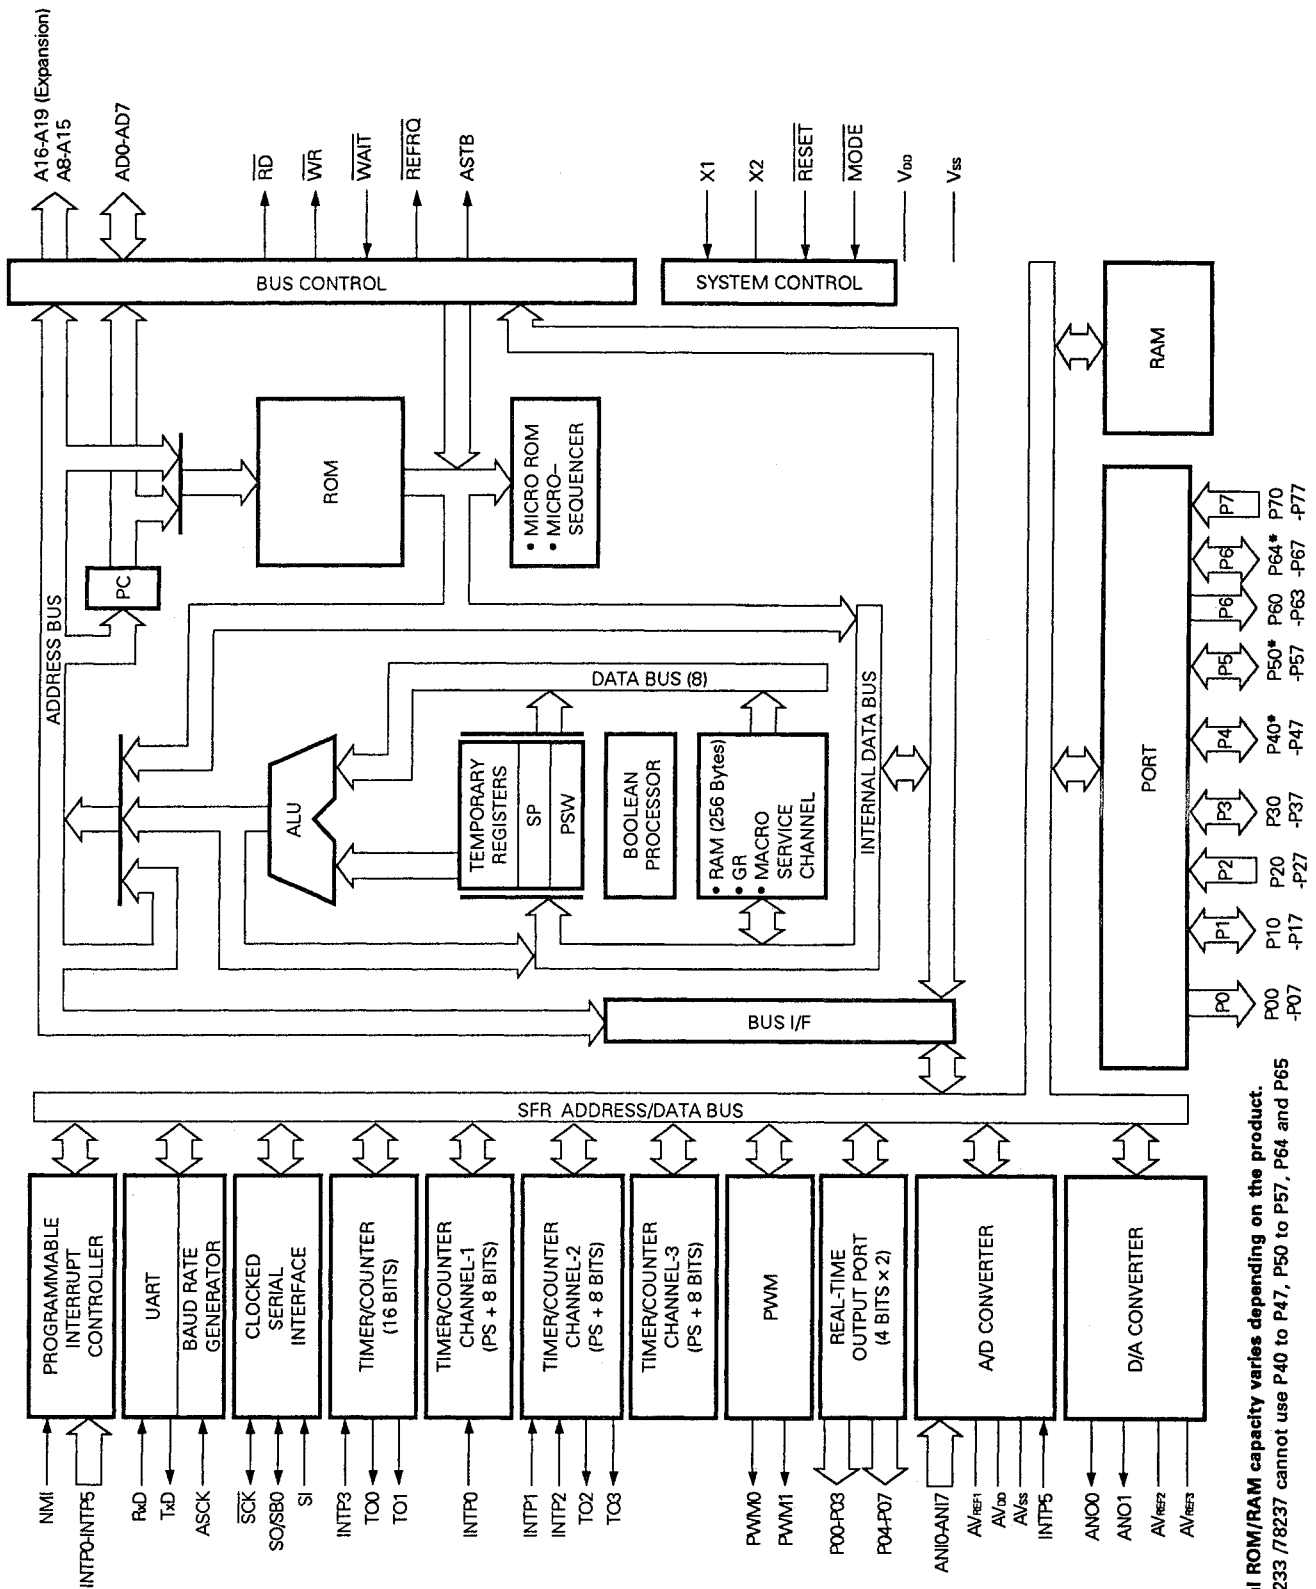 NMI
INTP0-INTP5
PROGRAMMABLE
INTERRUPT
CONTROLLER
RxD
TxD
ASCK
UART
BAUD RATE
GENERATOR
SCK
SO/SB0
SI
CLOCKED
SERIAL
INTERFACE
INTP3
TO0
TO1
TIMER/COUNTER
(16 BITS)
INTP0
TIMER/COUNTER
CHANNEL-1
(PS + 8 BITS)
INTP1
INTP2
TO2
TO3
TIMER/COUNTER
CHANNEL-2
(PS + 8 BITS)
TIMER/COUNTER
CHANNEL-3
(PS + 8 BITS)
PWM0
PWM1
PWM
P00-P03
P04-P07
REAL-TIME
OUTPUT PORT
(4 BITS × 2)
ANI0-ANI7
AVREF1
AVDD
AVSS
INTP5
A/D CONVERTER
ANO0
ANO1
AVREF2
AVREF3
D/A CONVERTER
SFR ADDRESS/DATA BUS
BUS I/F
ADDRESS BUS
PC
ALU
TEMPORARY
REGISTERS
SP
PSW
BOOLEAN
PROCESSOR
• RAM (256 Bytes)
• GR
• MACRO
SERVICE
CHANNEL
DATA BUS (8)
INTERNAL DATA BUS
ROM
• MICRO ROM
• MICRO–
SEQUENCER
BUS CONTROL
A16-A19 (Expansion)
A8-A15
AD0-AD7
RD
WR
WAIT
REFRQ
ASTB
SYSTEM CONTROL
X1
X2
RESET
MODE
VDD
VSS
RAM
PORT
P0
P1
P2
P3
P4
P5
P6
P6
P7
P00
-P07
P10
-P17
P20
-P27
P30
-P37
P40*
-P47
P50*
-P57
P60
-P63
P64*
-P67
P70
-P77
ROM/RAM capacity varies depending on the product.
233 /78237 cannot use P40 to P47, P50 to P57, P64 and P65